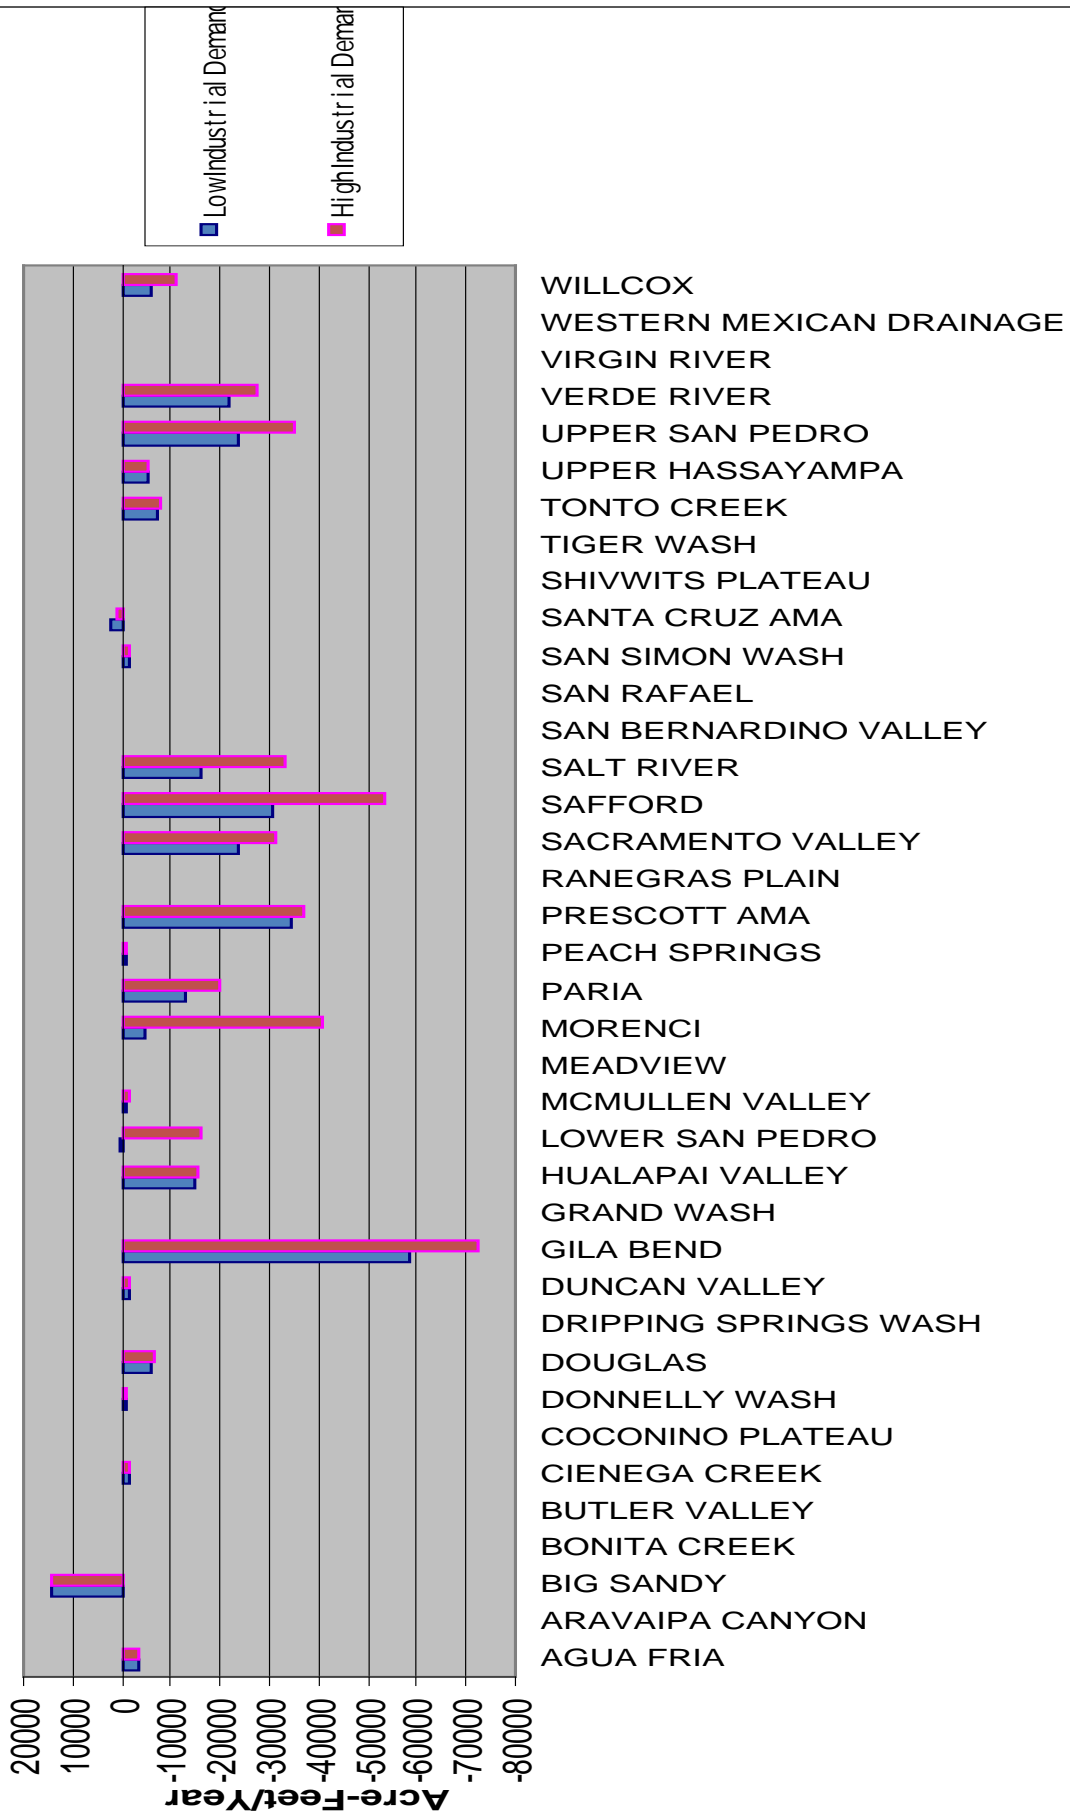 LowIndustrial Demand
HighIndustrial Deman
WILLCOX
WESTERN MEXICAN DRAINAGE
VIRGIN RIVER
VERDE RIVER
UPPER SAN PEDRO
UPPER HASSAYAMPA
TONTO CREEK
TIGER WASH
SHIVWITS PLATEAU
SANTA CRUZ AMA
SAN SIMON WASH
SAN RAFAEL
SAN BERNARDINO VALLEY
SALT RIVER
SAFFORD
SACRAMENTO VALLEY
RANEGRAS PLAIN
PRESCOTT AMA
PEACH SPRINGS
PARIA
MORENCI
MEADVIEW
MCMULLEN VALLEY
LOWER SAN PEDRO
HUALAPAI VALLEY
GRAND WASH
GILA BEND
DUNCAN VALLEY
DRIPPING SPRINGS WASH
DOUGLAS
DONNELLY WASH
COCONINO PLATEAU
CIENEGA CREEK
BUTLER VALLEY
BONITA CREEK
BIG SANDY
ARAVAIPA CANYON
AGUA FRIA
20000
10000
0
-10000
-20000
-30000
-40000
-50000
-60000
-70000
-80000
Acre-Feet/Year